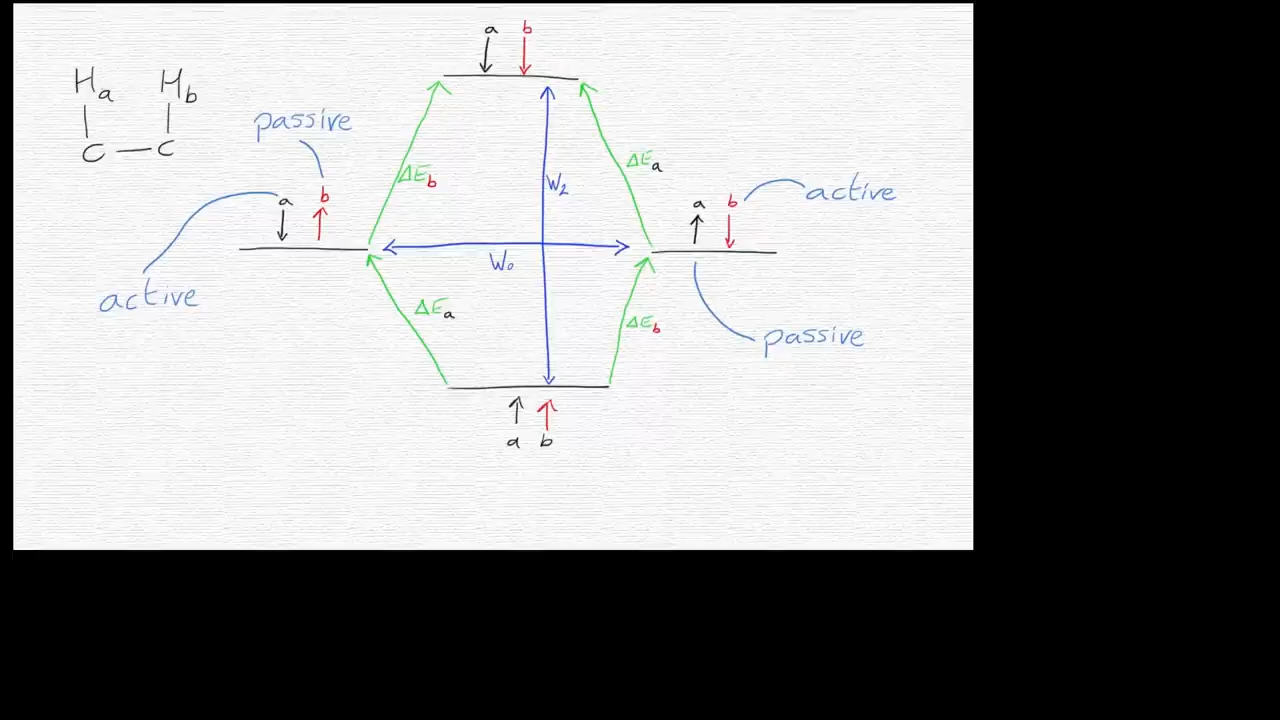 a b
Ha Hb
C C
passive
ΔEb
ΔEa
W₂
a b
a b
active
W₀
active
ΔEa
ΔEb
passive
a b